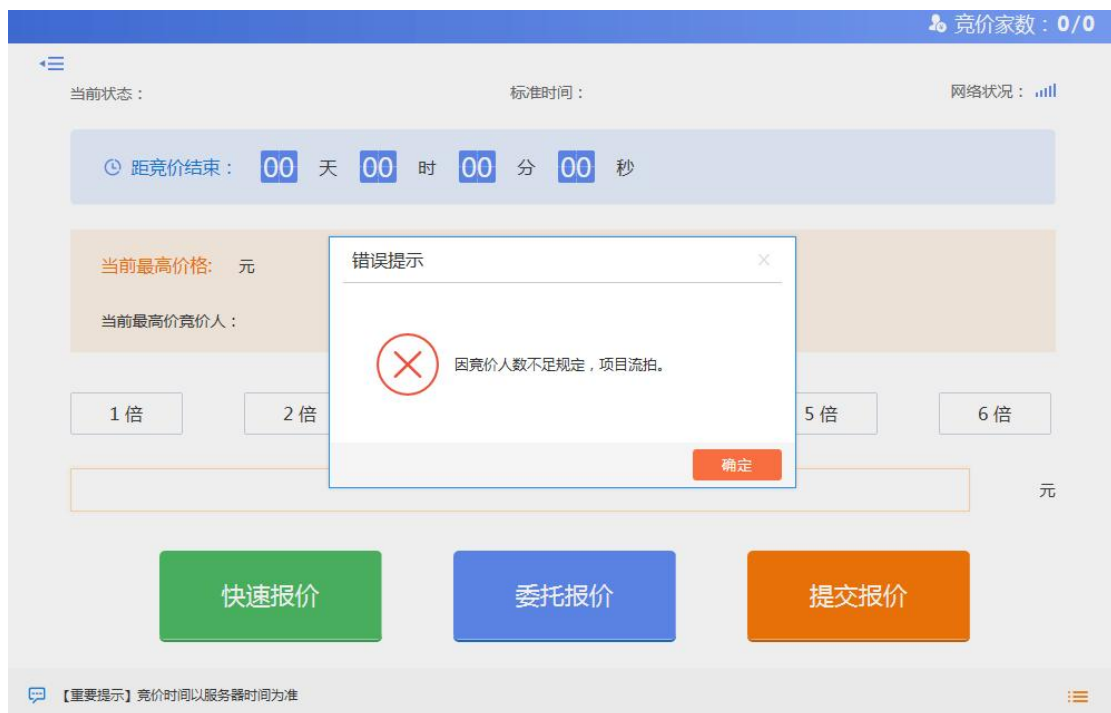 竞价家数：0/0
当前状态：
标准时间：
网络状况：
距竞价结束： 00 天 00 时 00 分 00 秒
当前最高价格: 元
错误提示
当前最高价竞价人：
因竞价人数不足规定，项目流拍。
1 倍 2 倍 5 倍 6 倍
确定
元
快速报价 委托报价 提交报价
【重要提示】竞价时间以服务器时间为准